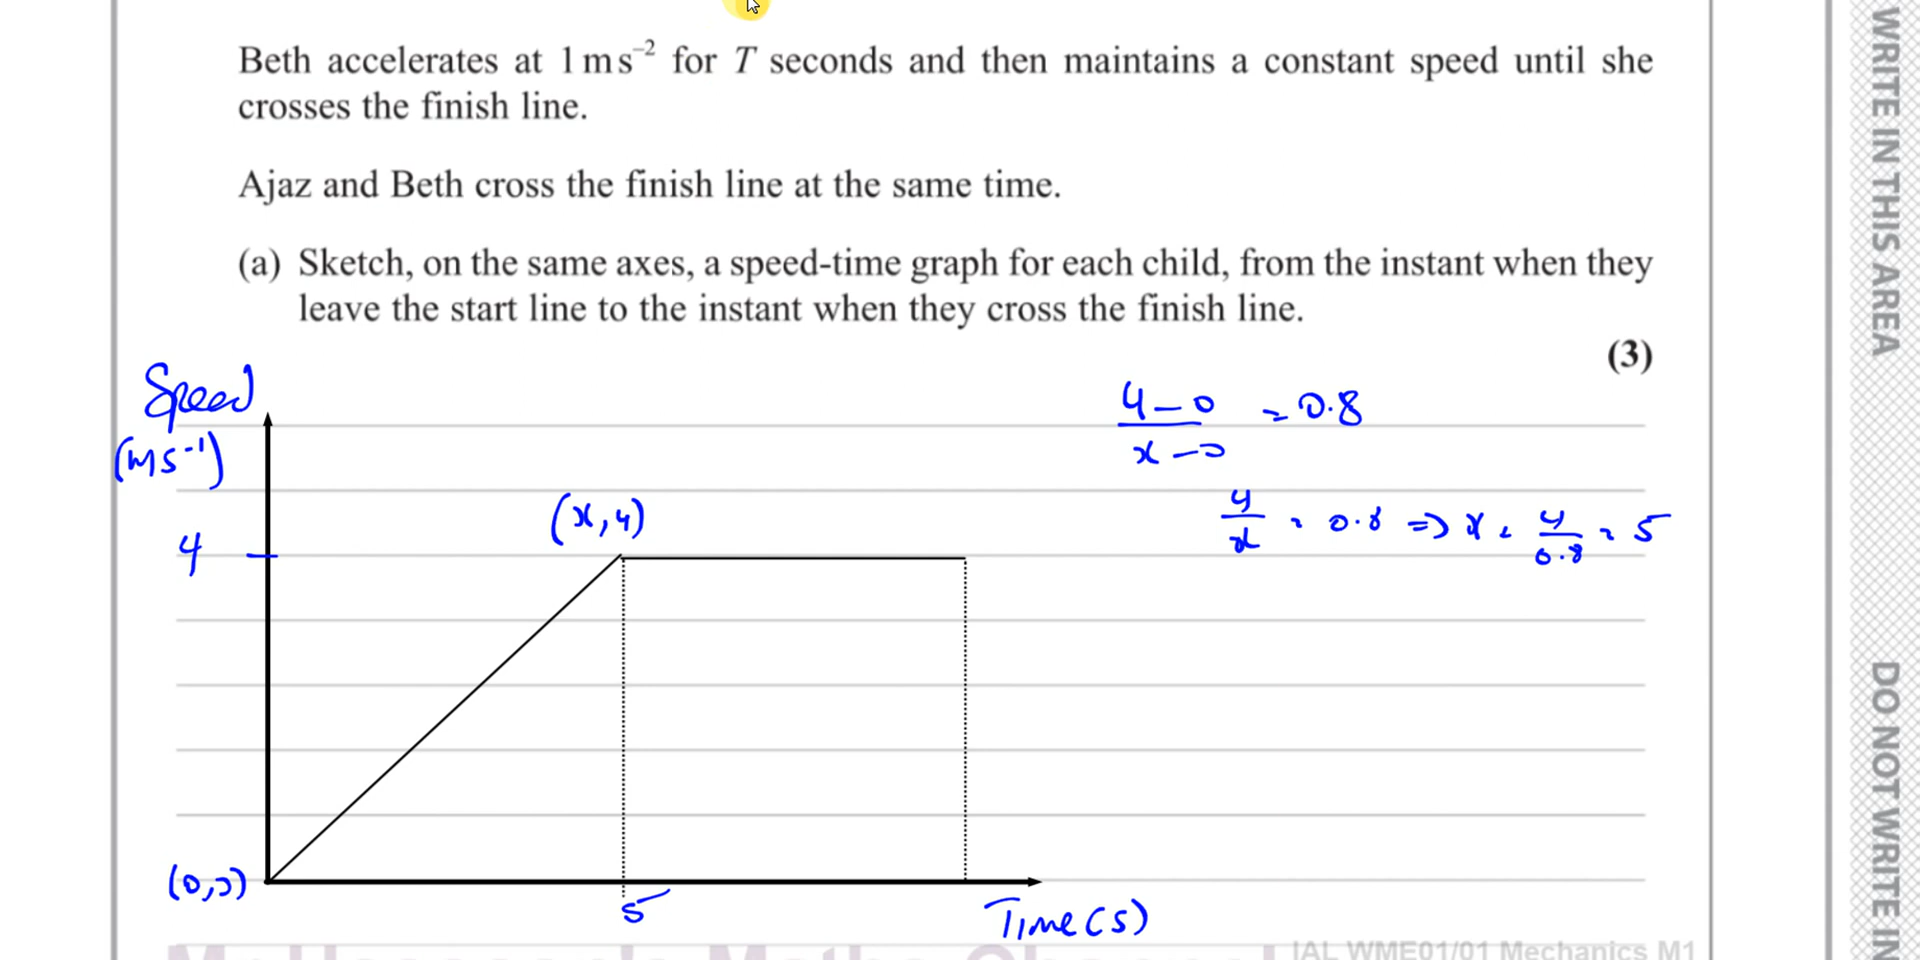 Beth accelerates at 1 m s⁻² for T seconds and then maintains a constant speed until she
crosses the finish line.
Ajaz and Beth cross the finish line at the same time.
(a) Sketch, on the same axes, a speed-time graph for each child, from the instant when they
leave the start line to the instant when they cross the finish line.
(3)
Speed
(ms⁻¹)
4-0/x-0 = 0.8
4/x = 0.8 => x = 4/0.8 = 5
(x,4)
4
(0,0)
5
Time(s)
IAL WME01/01 Mechanics M1
WRITE IN THIS AREA
DO NOT WRITE IN